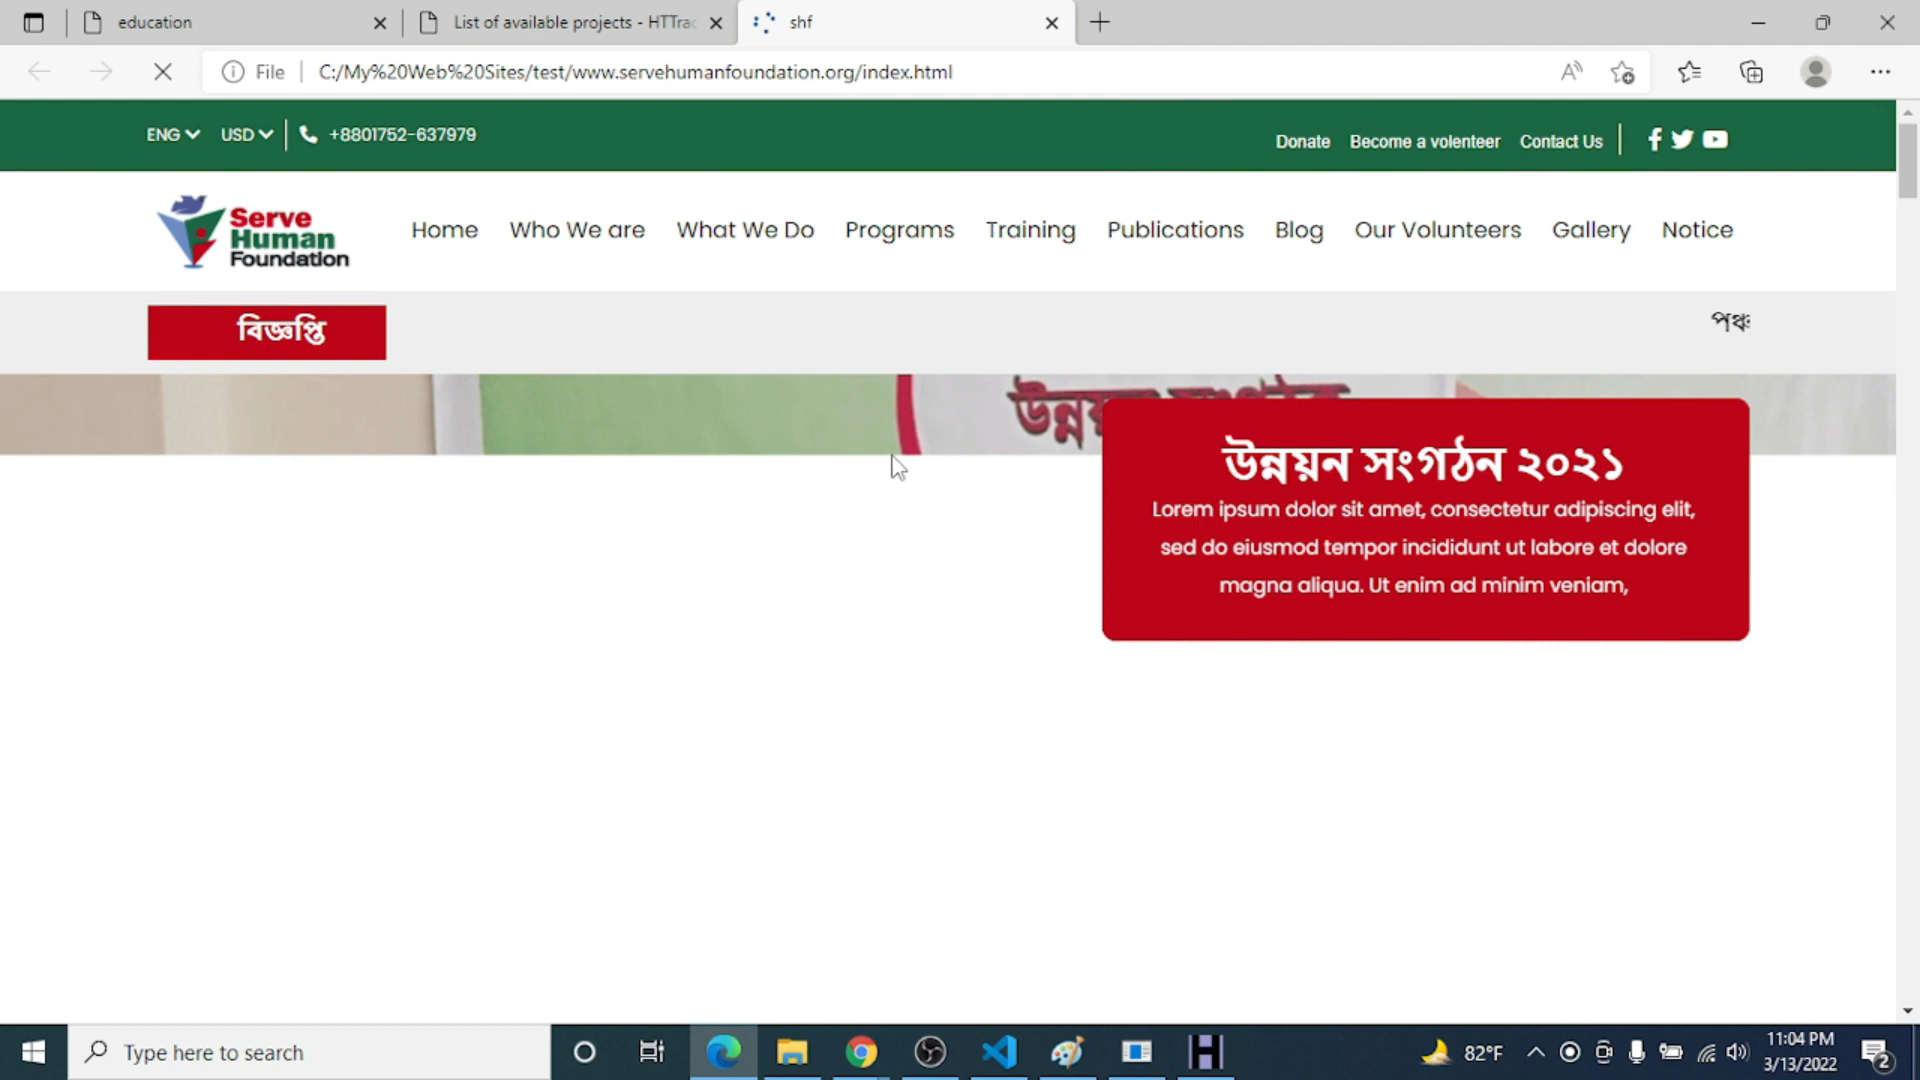 education
List of available projects - HTTrac
shf
File
C:/My%20Web%20Sites/test/www.servehumanfoundation.org/index.html
ENG USD +8801752-637979
Donate Become a volenteer Contact Us
Serve
Human
Foundation
Home Who We are What We Do Programs Training Publications Blog Our Volunteers Gallery Notice
বিজ্ঞপ্তি
পঞ্চ
উন্নয়ন সংগঠন ২০২১
Lorem ipsum dolor sit amet, consectetur adipiscing elit,
sed do eiusmod tempor incididunt ut labore et dolore
magna aliqua. Ut enim ad minim veniam,
Type here to search
82°F
11:04 PM
3/13/2022
2